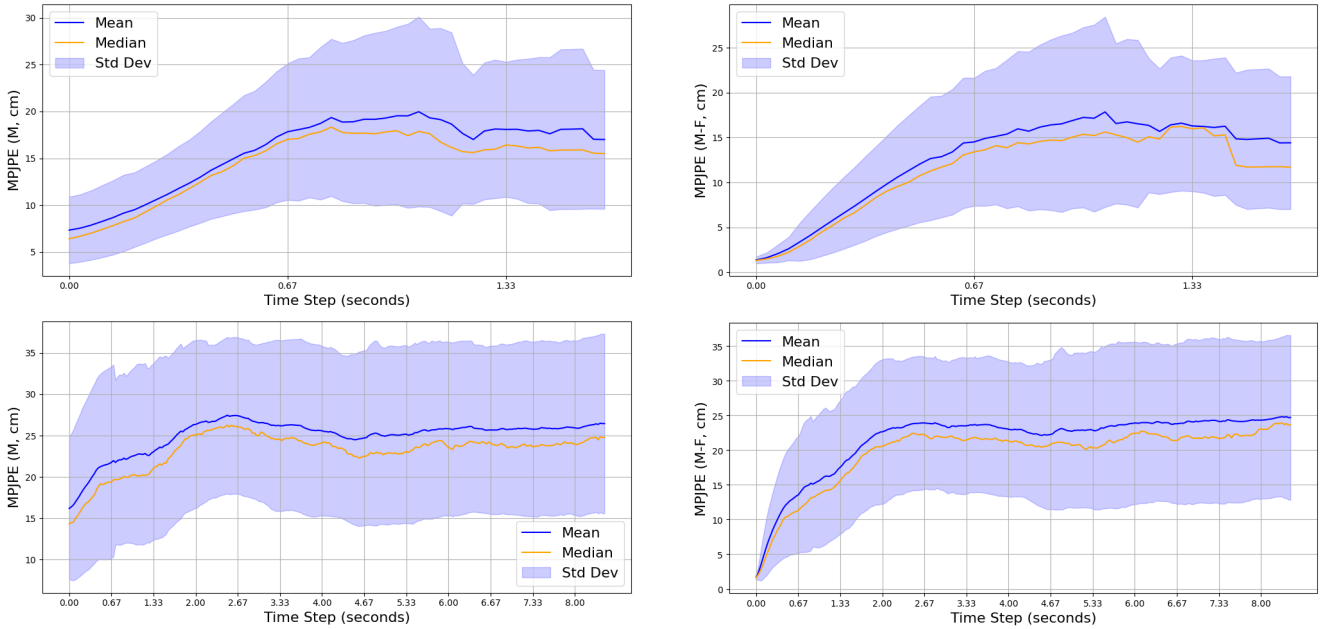 30
25
20
15
10
5
MPJPE (M, cm)
Mean
Median
Std Dev
0.00
0.67
1.33
Time Step (seconds)
25
20
15
10
5
0
MPJPE (M-F, cm)
Mean
Median
Std Dev
0.00
0.67
1.33
Time Step (seconds)
35
30
25
20
15
10
MPJPE (M, cm)
Mean
Median
Std Dev
0.00 0.67 1.33 2.00 2.67 3.33 4.00 4.67 5.33 6.00 6.67 7.33 8.00
Time Step (seconds)
35
30
25
20
15
10
5
0
MPJPE (M-F, cm)
Mean
Median
Std Dev
0.00 0.67 1.33 2.00 2.67 3.33 4.00 4.67 5.33 6.00 6.67 7.33 8.00
Time Step (seconds)